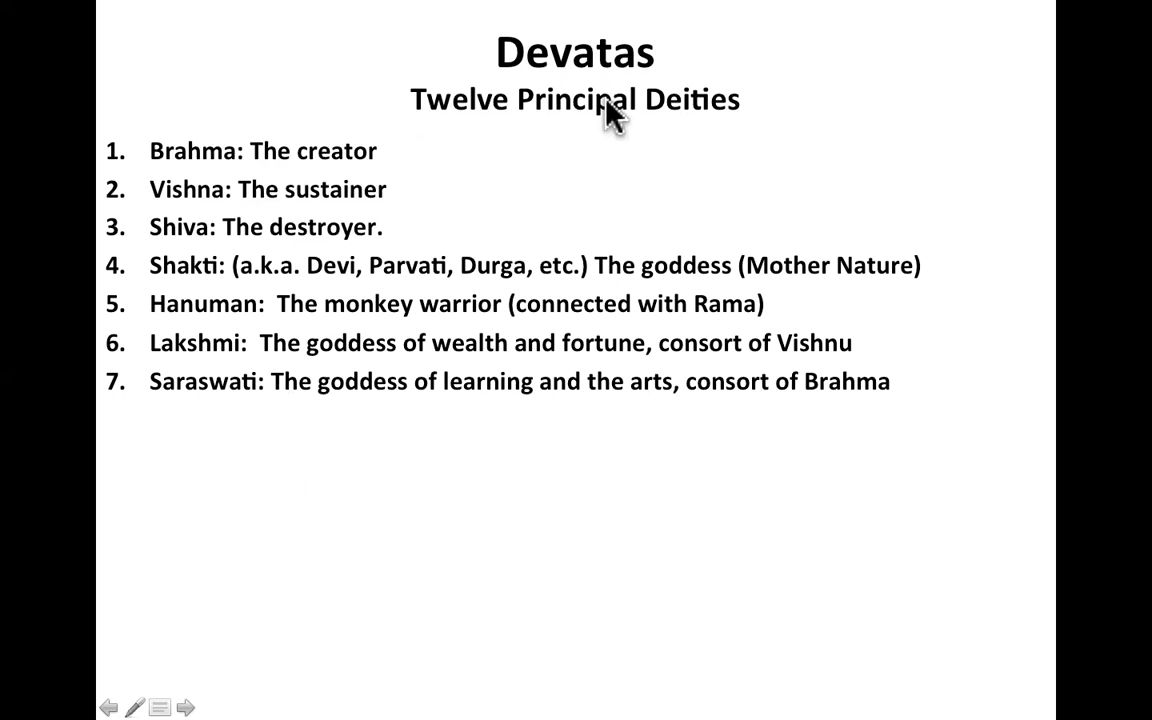 Devatas
Twelve Principal Deities
1. Brahma: The creator
2. Vishna: The sustainer
3. Shiva: The destroyer.
4. Shakti: (a.k.a. Devi, Parvati, Durga, etc.) The goddess (Mother Nature)
5. Hanuman:  The monkey warrior (connected with Rama)
6. Lakshmi:  The goddess of wealth and fortune, consort of Vishnu
7. Saraswati: The goddess of learning and the arts, consort of Brahma